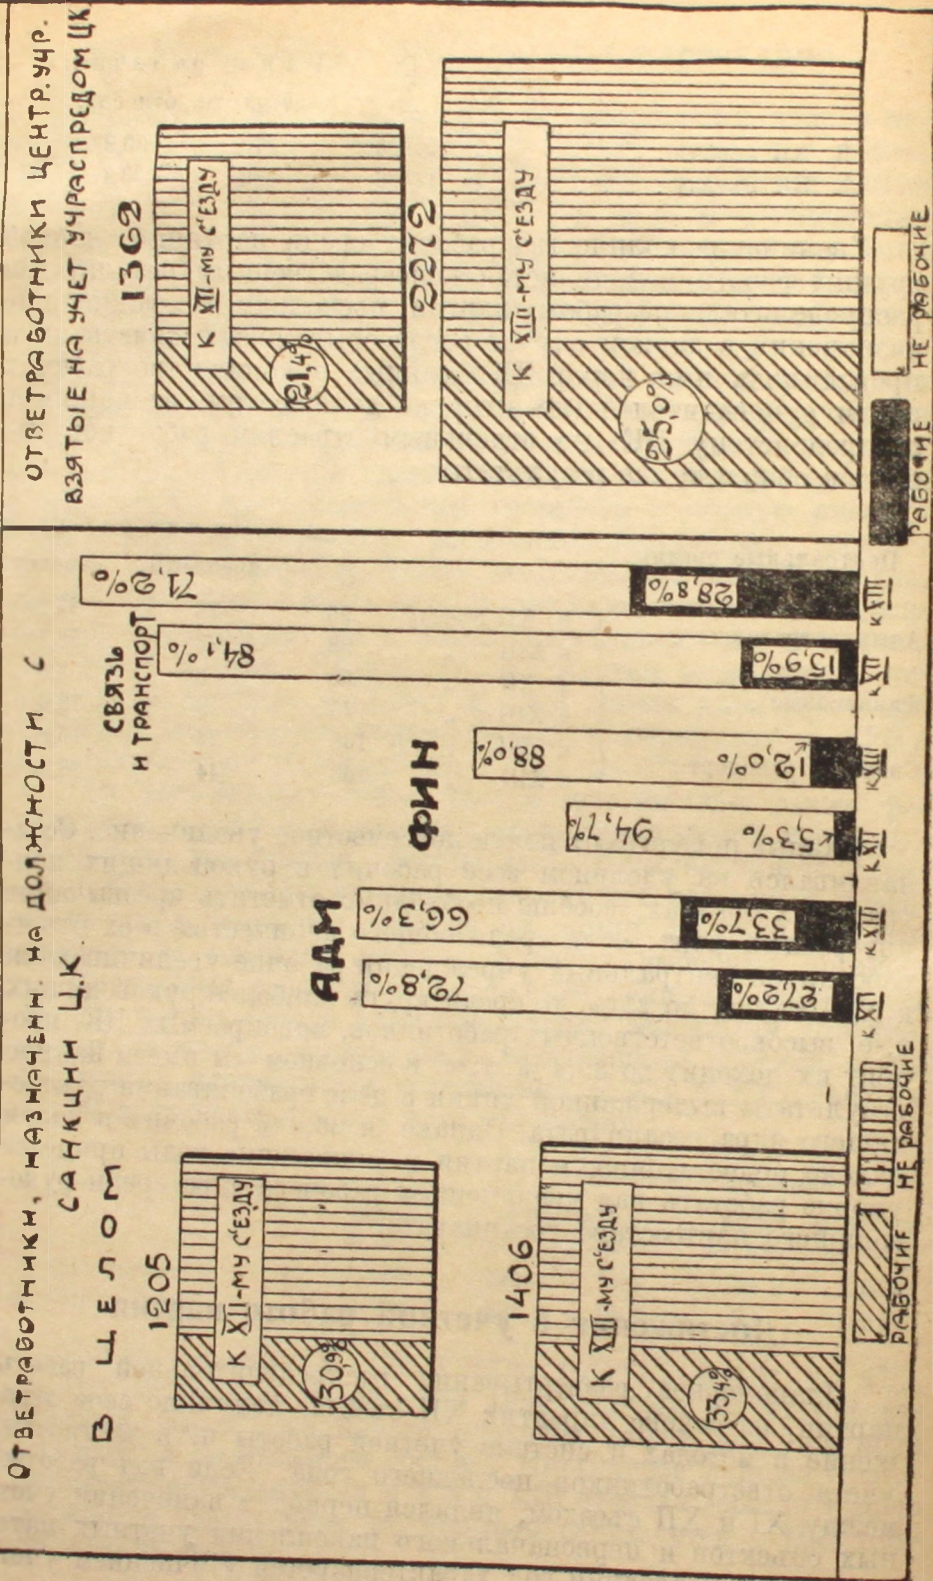 ОТВЕТРАБОТНИКИ, НАЗНАЧЕНН НА ДОЛЖНОСТИ С
САНКЦИИ Ц.К
В ЦЕЛОМ
1205
К XII-МУ С'ЕЗДУ
30,9%
1406
К XIII-МУ С'ЕЗДУ
33,4%
РАБОЧИЕ
НЕ РАБОЧИЕ
АДМ
72,8%
27,2%
К XII
66,3%
33,7%
К XIII
ФИН
94,7%
5,3%
К XII
88,0%
12,0%
К XIII
СВЯЗЬ
И ТРАНСПОРТ
84,1%
15,9%
К XII
71,2%
28,8%
К XIII
РАБОЧИЕ
НЕ РАБОЧИЕ
ОТВЕТРАБОТНИКИ ЦЕНТР. УЧР.
ВЗЯТЫЕ НА УЧЕТ УЧРАСПРЕДОМ ЦК
1362
К XII-МУ С'ЕЗДУ
21,4%
2222
К XIII-МУ С'ЕЗДУ
25,0%